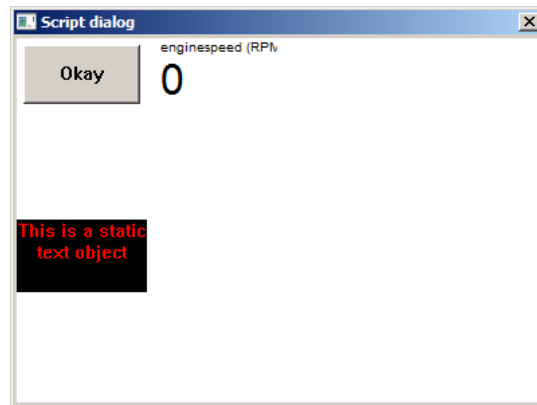 Script dialog
Okay
enginespeed (RPM
0
This is a static
text object